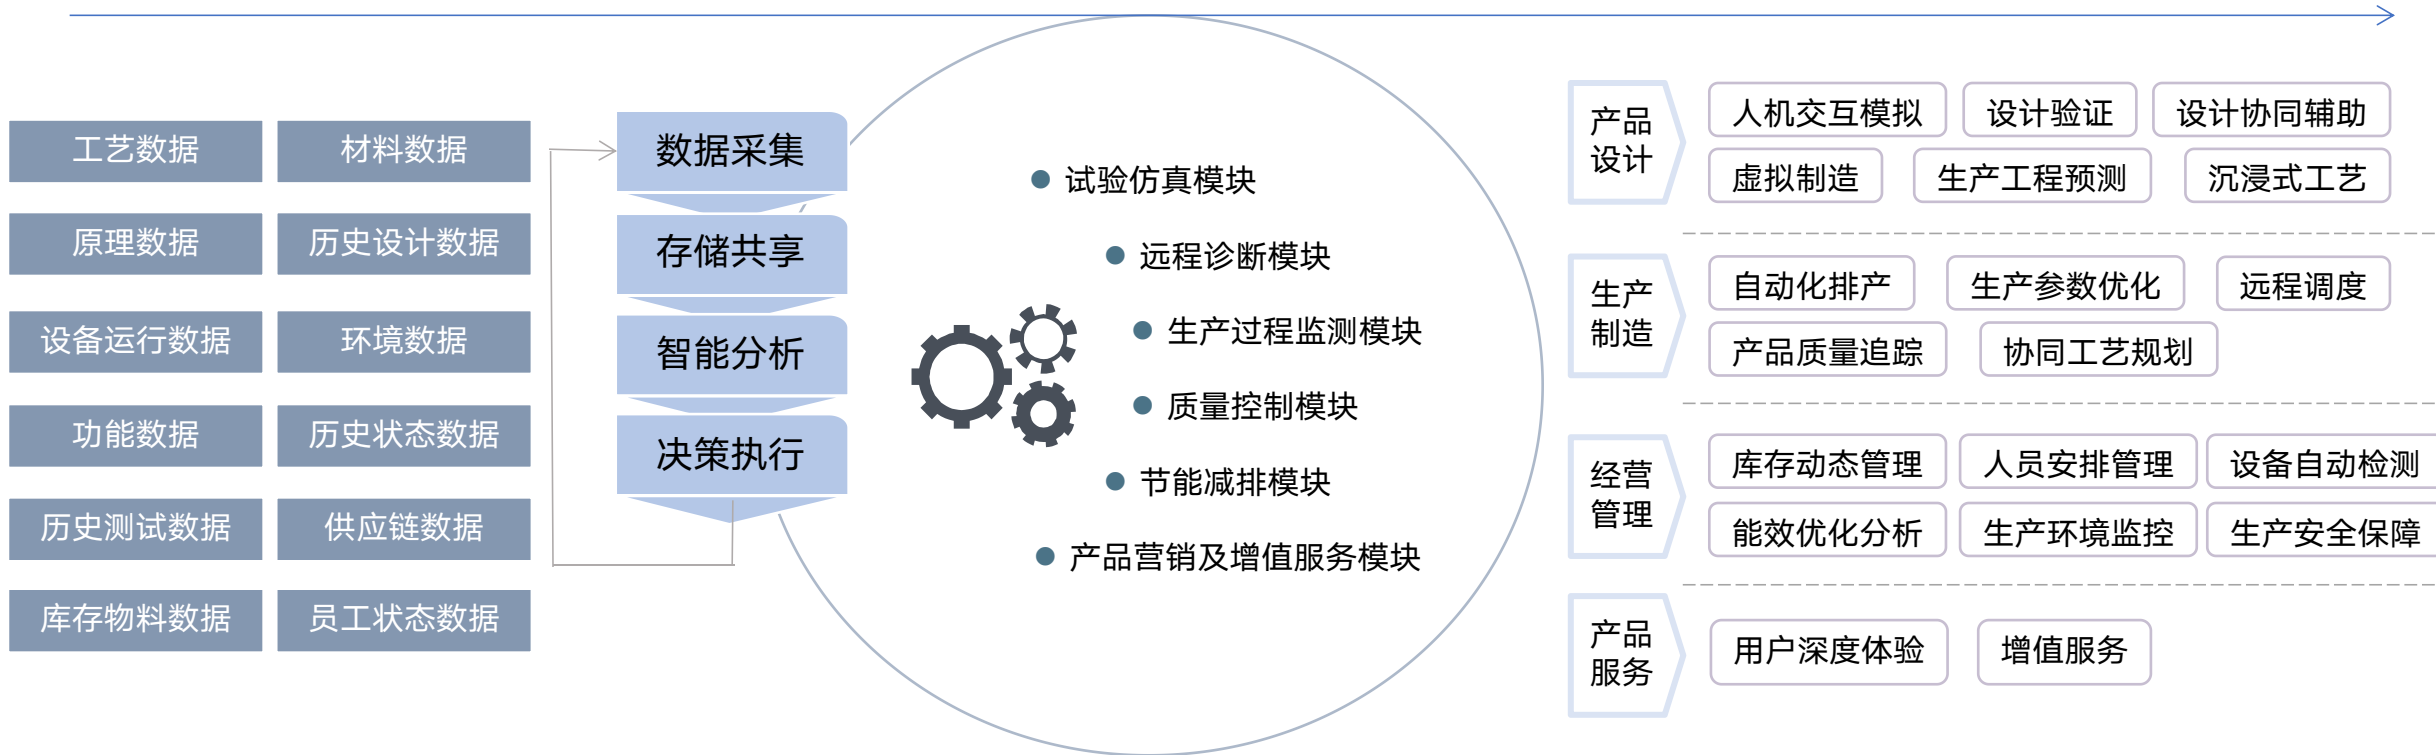 工艺数据
材料数据
原理数据
历史设计数据
设备运行数据
环境数据
功能数据
历史状态数据
历史测试数据
供应链数据
库存物料数据
员工状态数据
数据采集
存储共享
智能分析
决策执行
试验仿真模块
远程诊断模块
生产过程监测模块
质量控制模块
节能减排模块
产品营销及增值服务模块
产品
设计
人机交互模拟
设计验证
设计协同辅助
虚拟制造
生产工程预测
沉浸式工艺
生产
制造
自动化排产
生产参数优化
远程调度
产品质量追踪
协同工艺规划
经营
管理
库存动态管理
人员安排管理
设备自动检测
能效优化分析
生产环境监控
生产安全保障
产品
服务
用户深度体验
增值服务